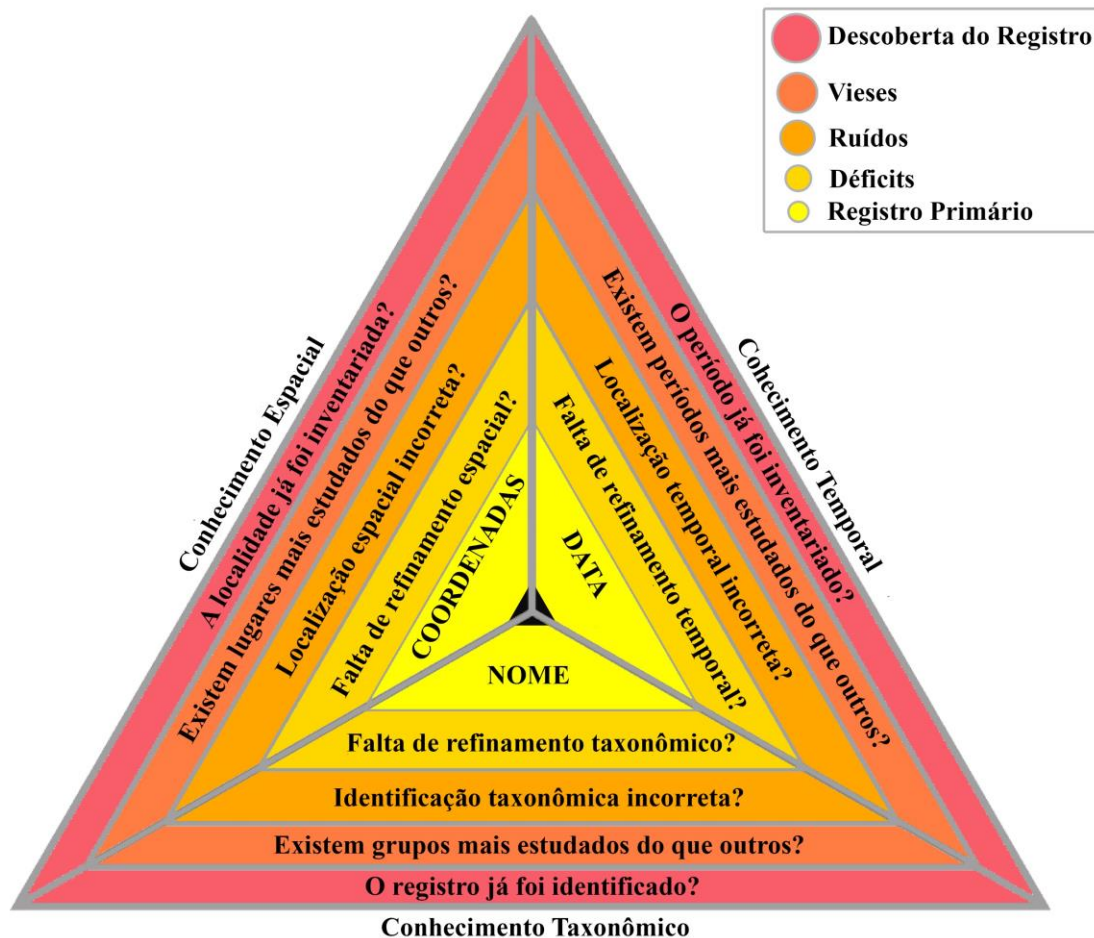 Descoberta do Registro
Vieses
Ruídos
Déficits
Registro Primário
Conhecimento Espacial
A localidade já foi inventariada?
Existem lugares mais estudados do que outros?
Localização espacial incorreta?
Falta de refinamento espacial?
COORDENADAS
Cohecimento Temporal
O período já foi inventariado?
Existem períodos mais estudados do que outros?
Localização temporal incorreta?
Falta de refinamento temporal?
DATA
NOME
Falta de refinamento taxonômico?
Identificação taxonômica incorreta?
Existem grupos mais estudados do que outros?
O registro já foi identificado?
Conhecimento Taxonômico